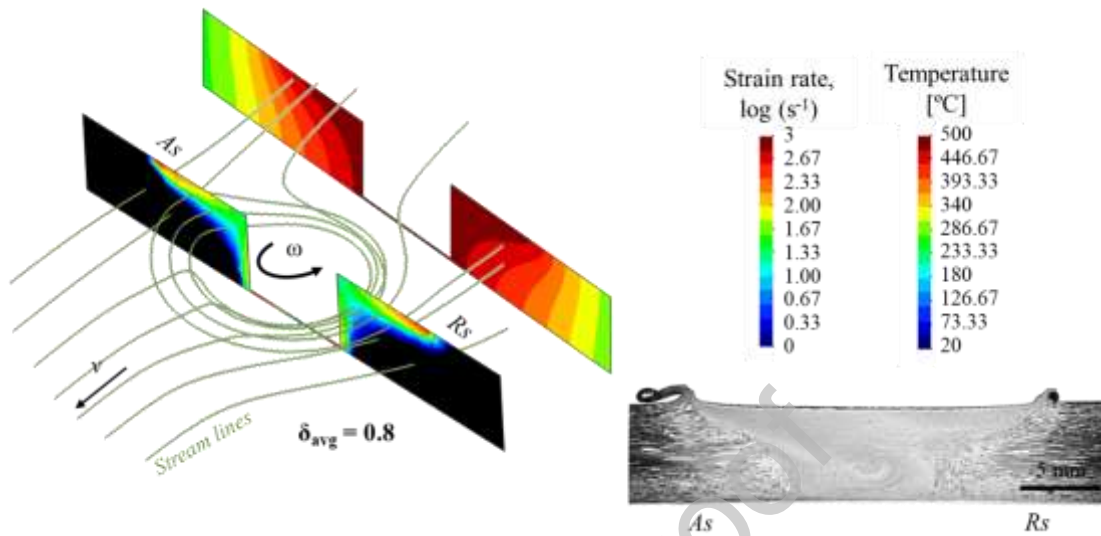 As
ω
Rs
v
Stream lines
δavg = 0.8
Strain rate,
log (s⁻¹)
3
2.67
2.33
2.00
1.67
1.33
1.00
0.67
0.33
0
Temperature
[ºC]
500
446.67
393.33
340
286.67
233.33
180
126.67
73.33
20
5 mm
As
Rs